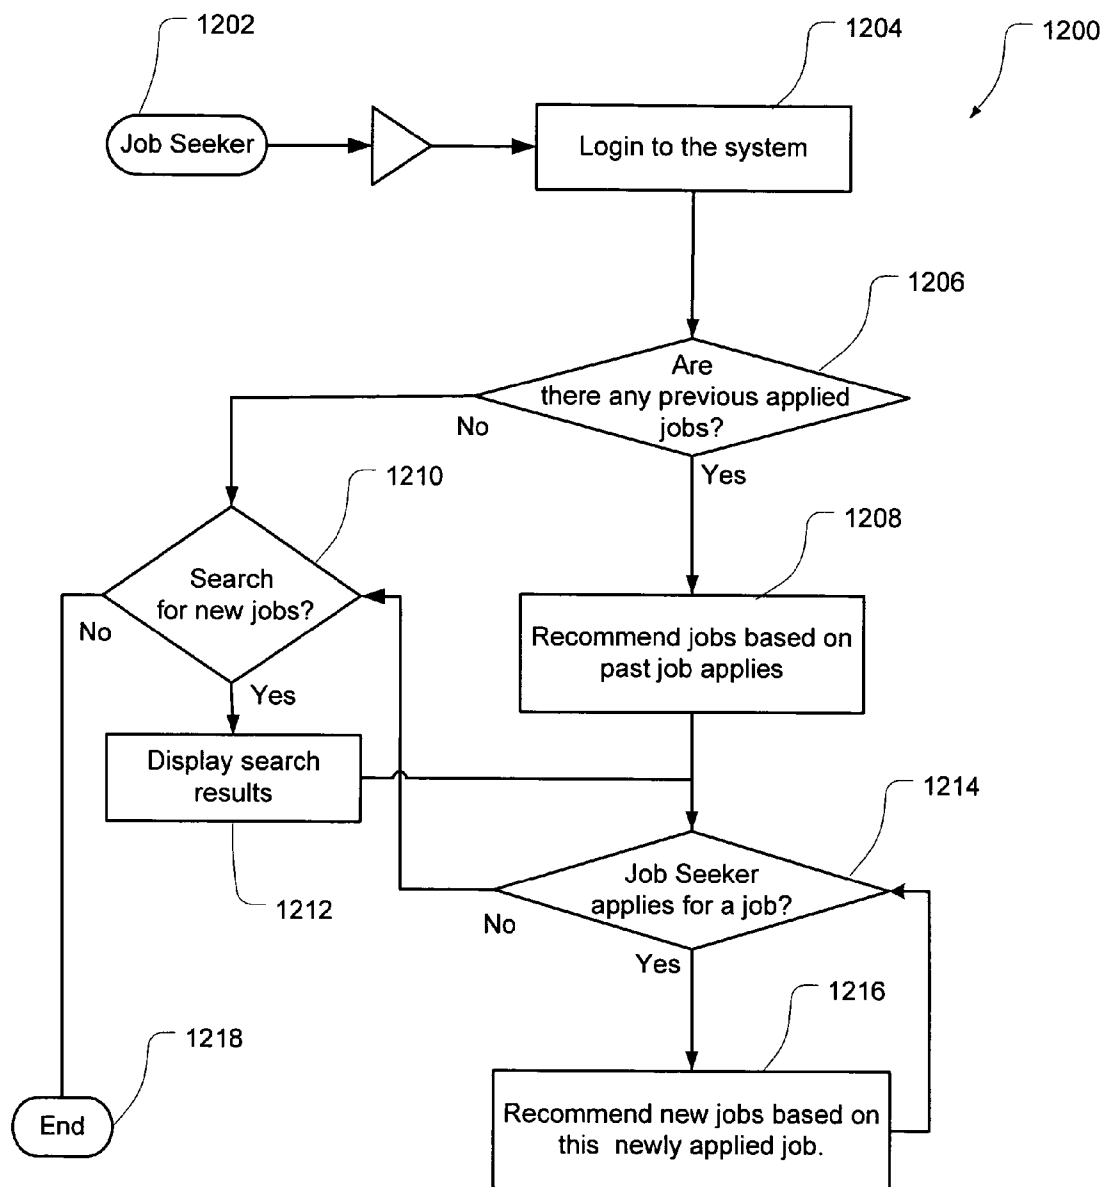 1202
1204
1200
Job Seeker
Login to the system
1206
Are
there any previous applied
jobs?
No
Yes
1210
1208
Search
for new jobs?
No
Yes
Recommend jobs based on
past job applies
Display search
results
1214
1212
Job Seeker
applies for a job?
No
Yes
1216
1218
End
Recommend new jobs based on
this newly applied job.